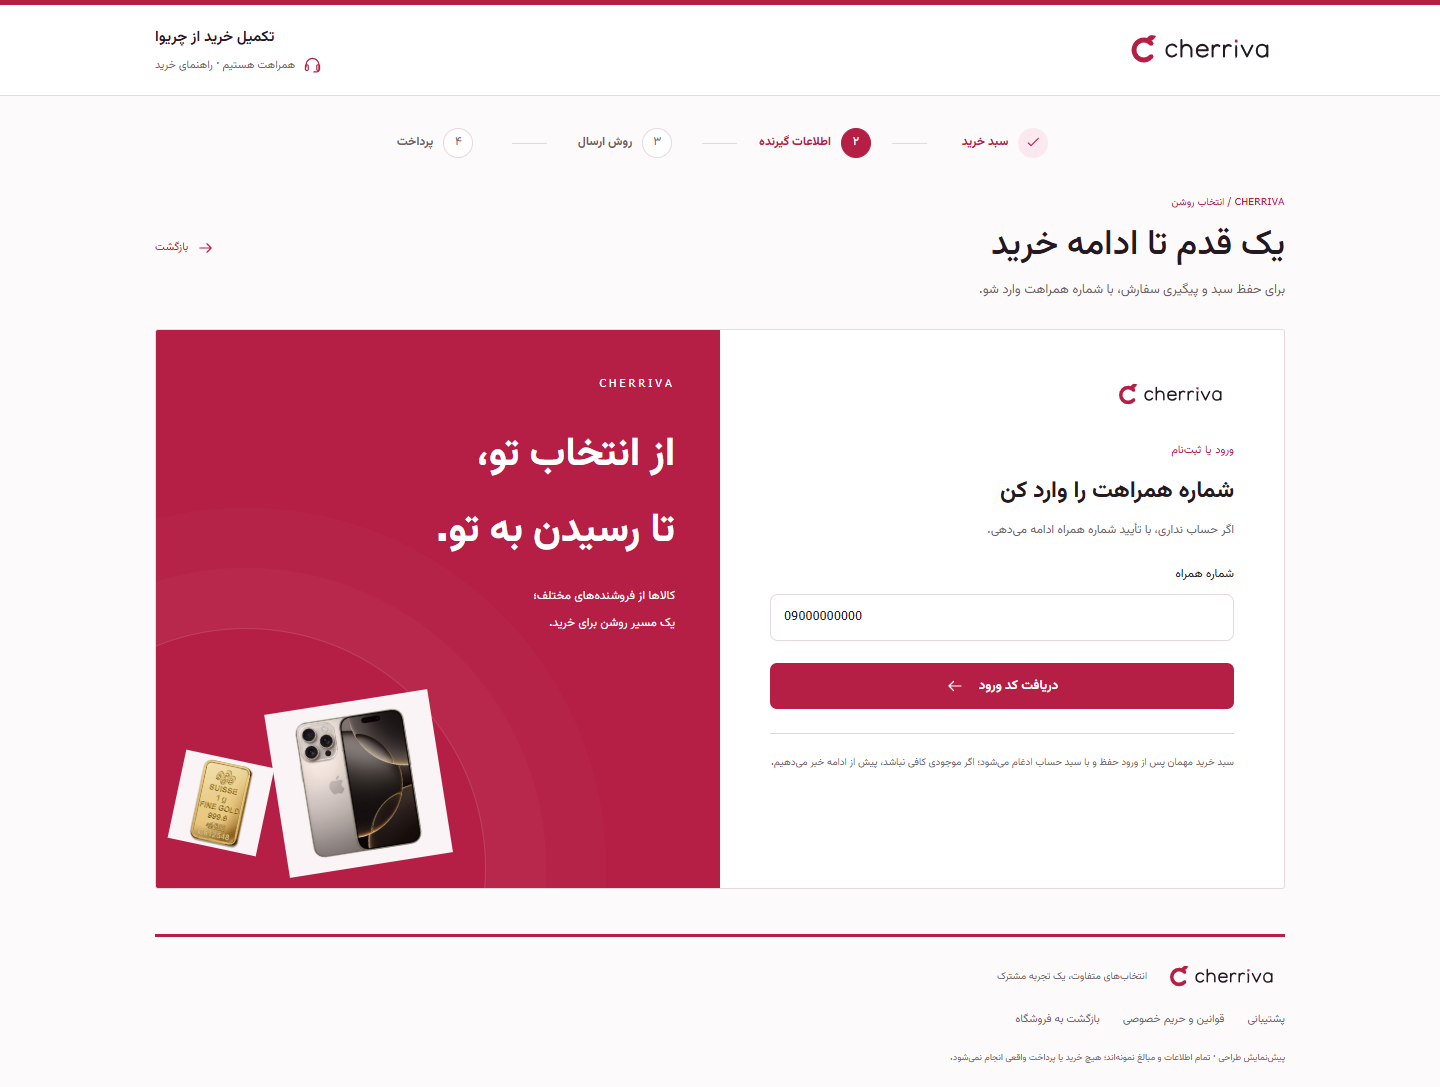 cherriva
تکمیل خرید از چریوا
همراهت هستیم · راهنمای خرید
سبد خرید
۲ اطلاعات گیرنده
۳ روش ارسال
۴ پرداخت
CHERRIVA / انتخاب روشن
یک قدم تا ادامه خرید
بازگشت
برای حفظ سبد و پیگیری سفارش، با شماره همراهت وارد شو.
cherriva
ورود یا ثبت‌نام
شماره همراهت را وارد کن
اگر حساب نداری، با تأیید شماره همراه ادامه می‌دهی.
شماره همراه
09000000000
دریافت کد ورود
سبد خرید مهمان پس از ورود حفظ و با سبد حساب ادغام می‌شود؛ اگر موجودی کافی نباشد، پیش از ادامه خبر می‌دهیم.
CHERRIVA
از انتخاب تو،
تا رسیدن به تو.
کالاها از فروشنده‌های مختلف؛
یک مسیر روشن برای خرید.
SUISSE
1 g
FINE GOLD
999.9
cherriva
انتخاب‌های متفاوت، یک تجربه مشترک
پشتیبانی
قوانین و حریم خصوصی
بازگشت به فروشگاه
پیش‌نمایش طراحی · تمام اطلاعات و مبالغ نمونه‌اند؛ هیچ خرید یا پرداخت واقعی انجام نمی‌شود.